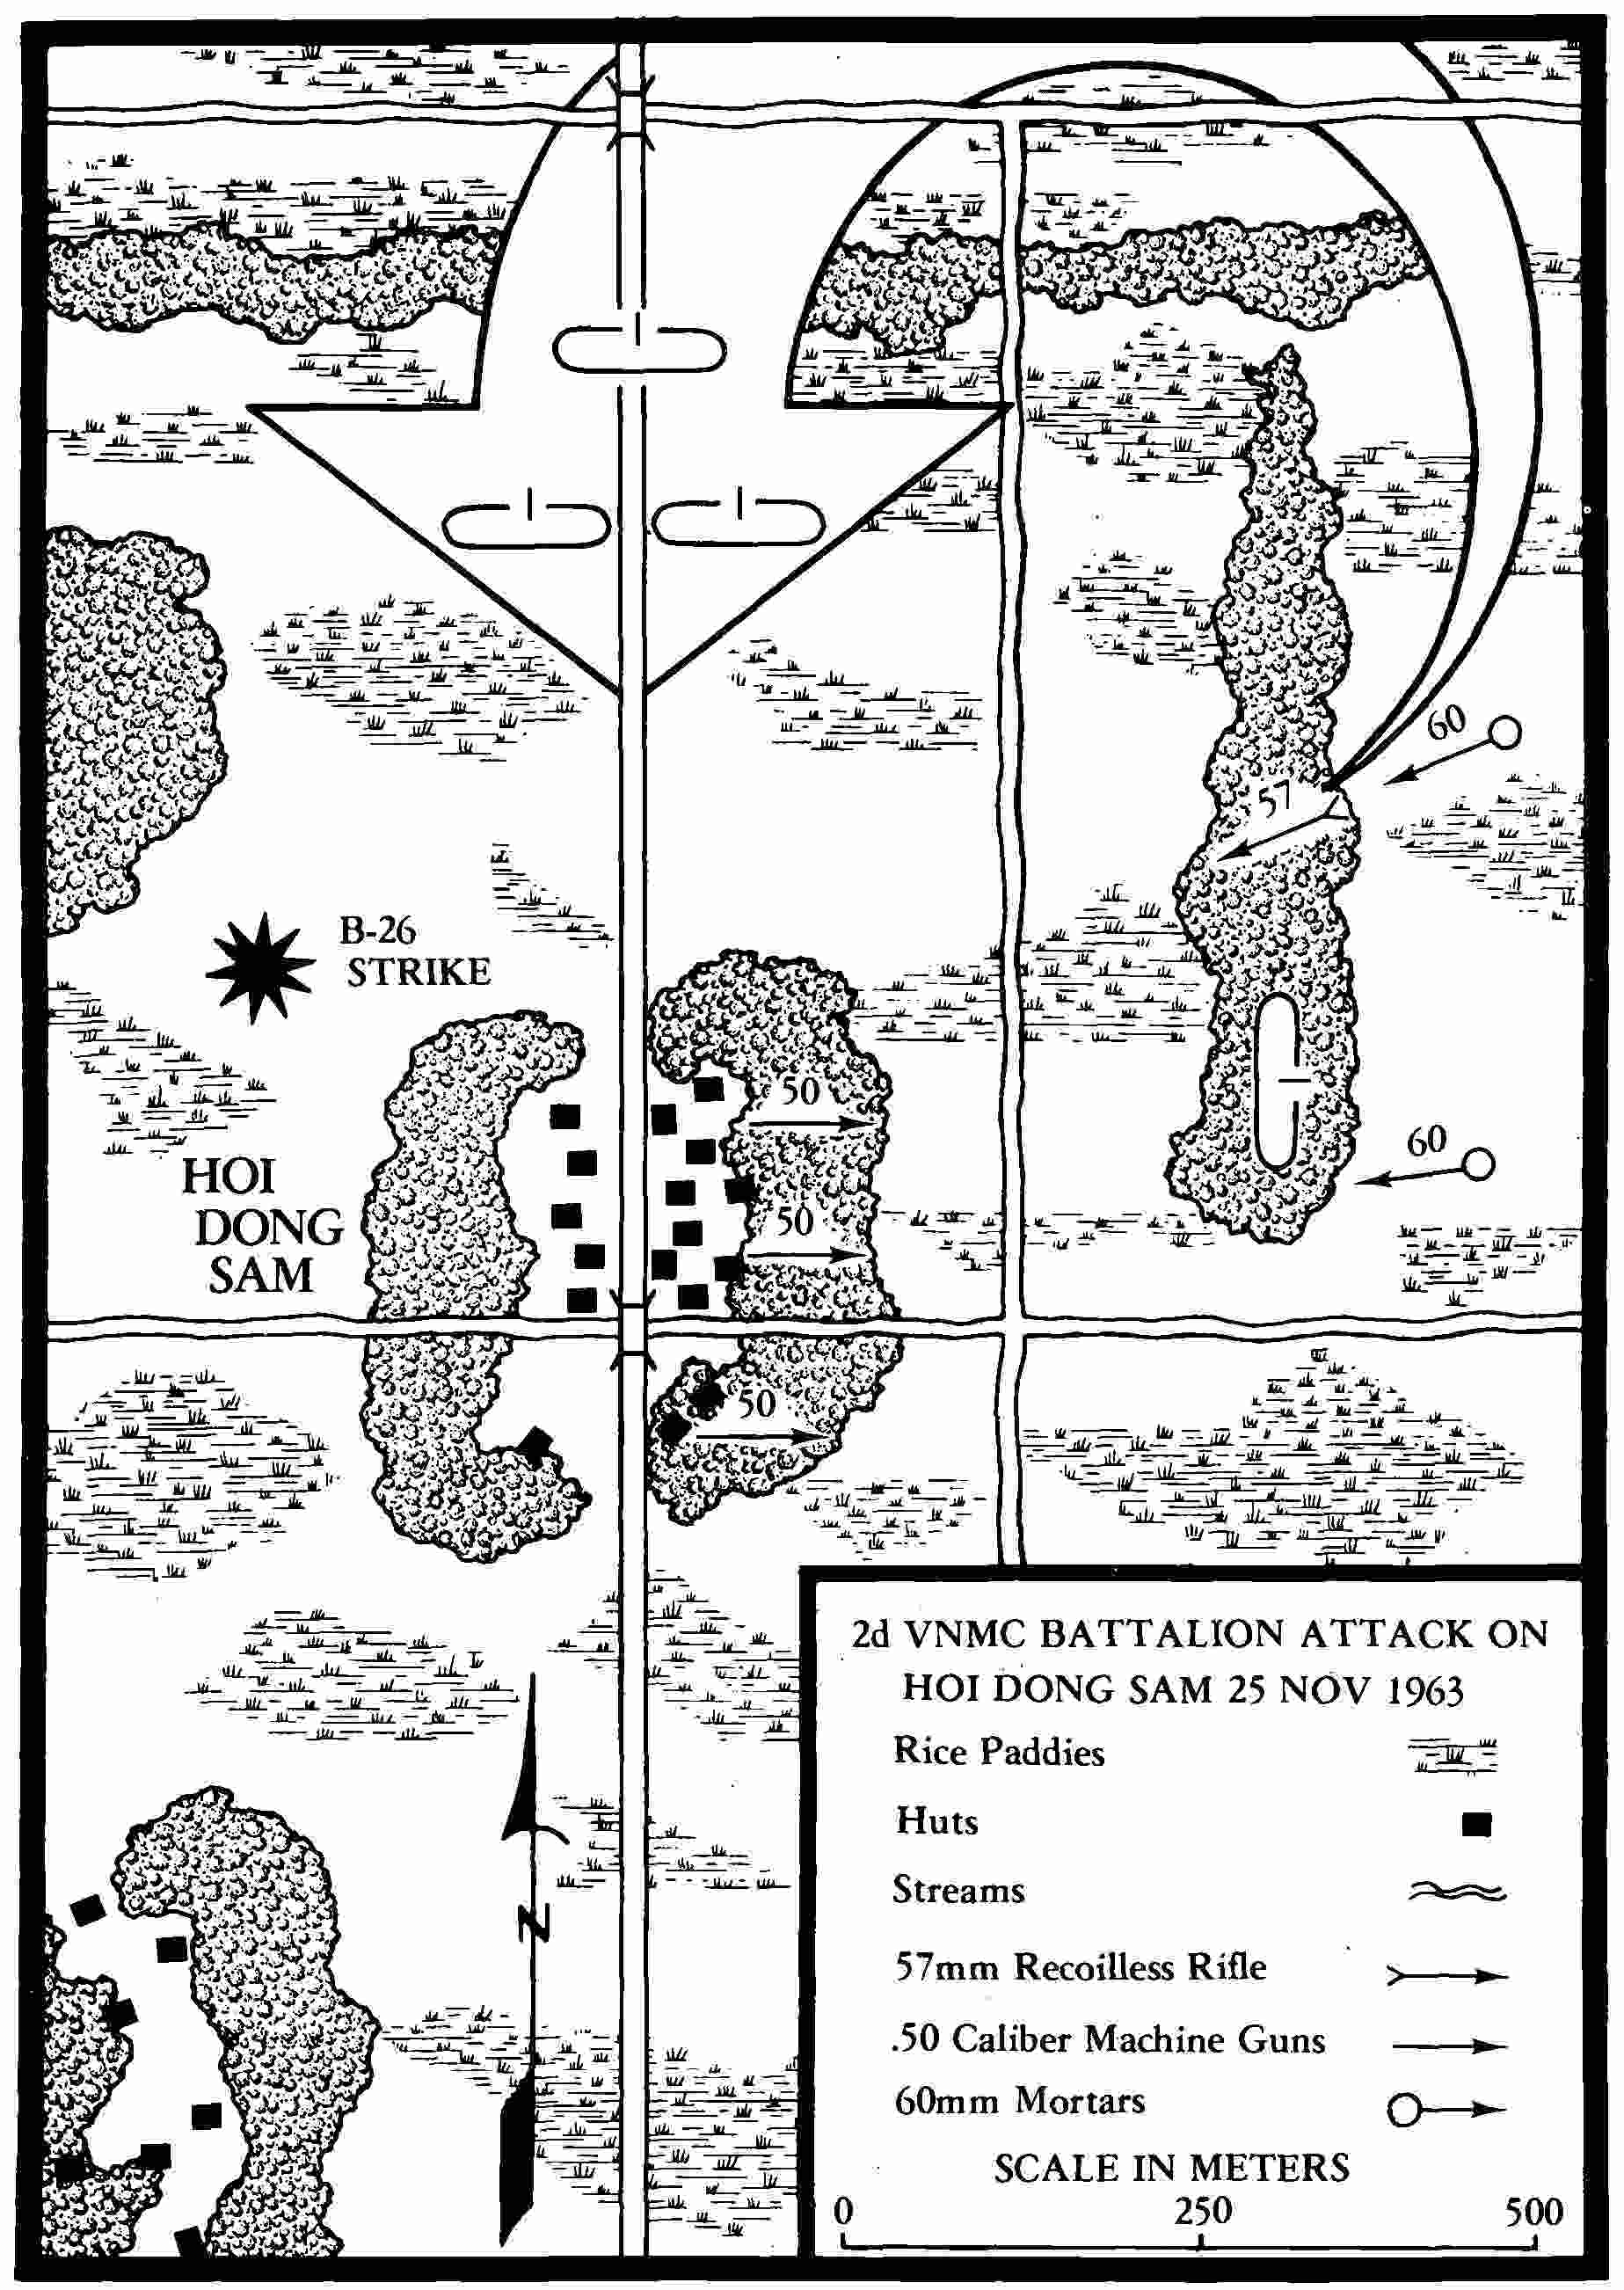 60
57
B-26
STRIKE
50
60
HOI
DONG
SAM
50
50
N
2d VNMC BATTALION ATTACK ON
HOI DONG SAM 25 NOV 1963
Rice Paddies
Huts
Streams
57mm Recoilless Rifle
.50 Caliber Machine Guns
60mm Mortars
SCALE IN METERS
0 250 500